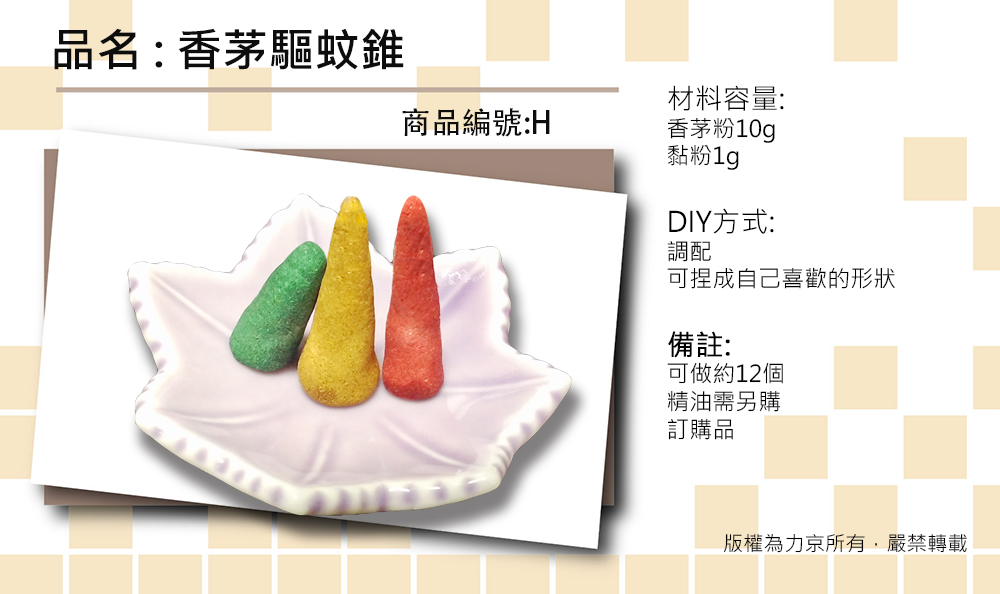 品名 : 香茅驅蚊錐
商品編號:H
材料容量:
香茅粉10g
黏粉1g
DIY方式:
調配
可捏成自己喜歡的形狀
備註:
可做約12個
精油需另購
訂購品
版權為力京所有．嚴禁轉載